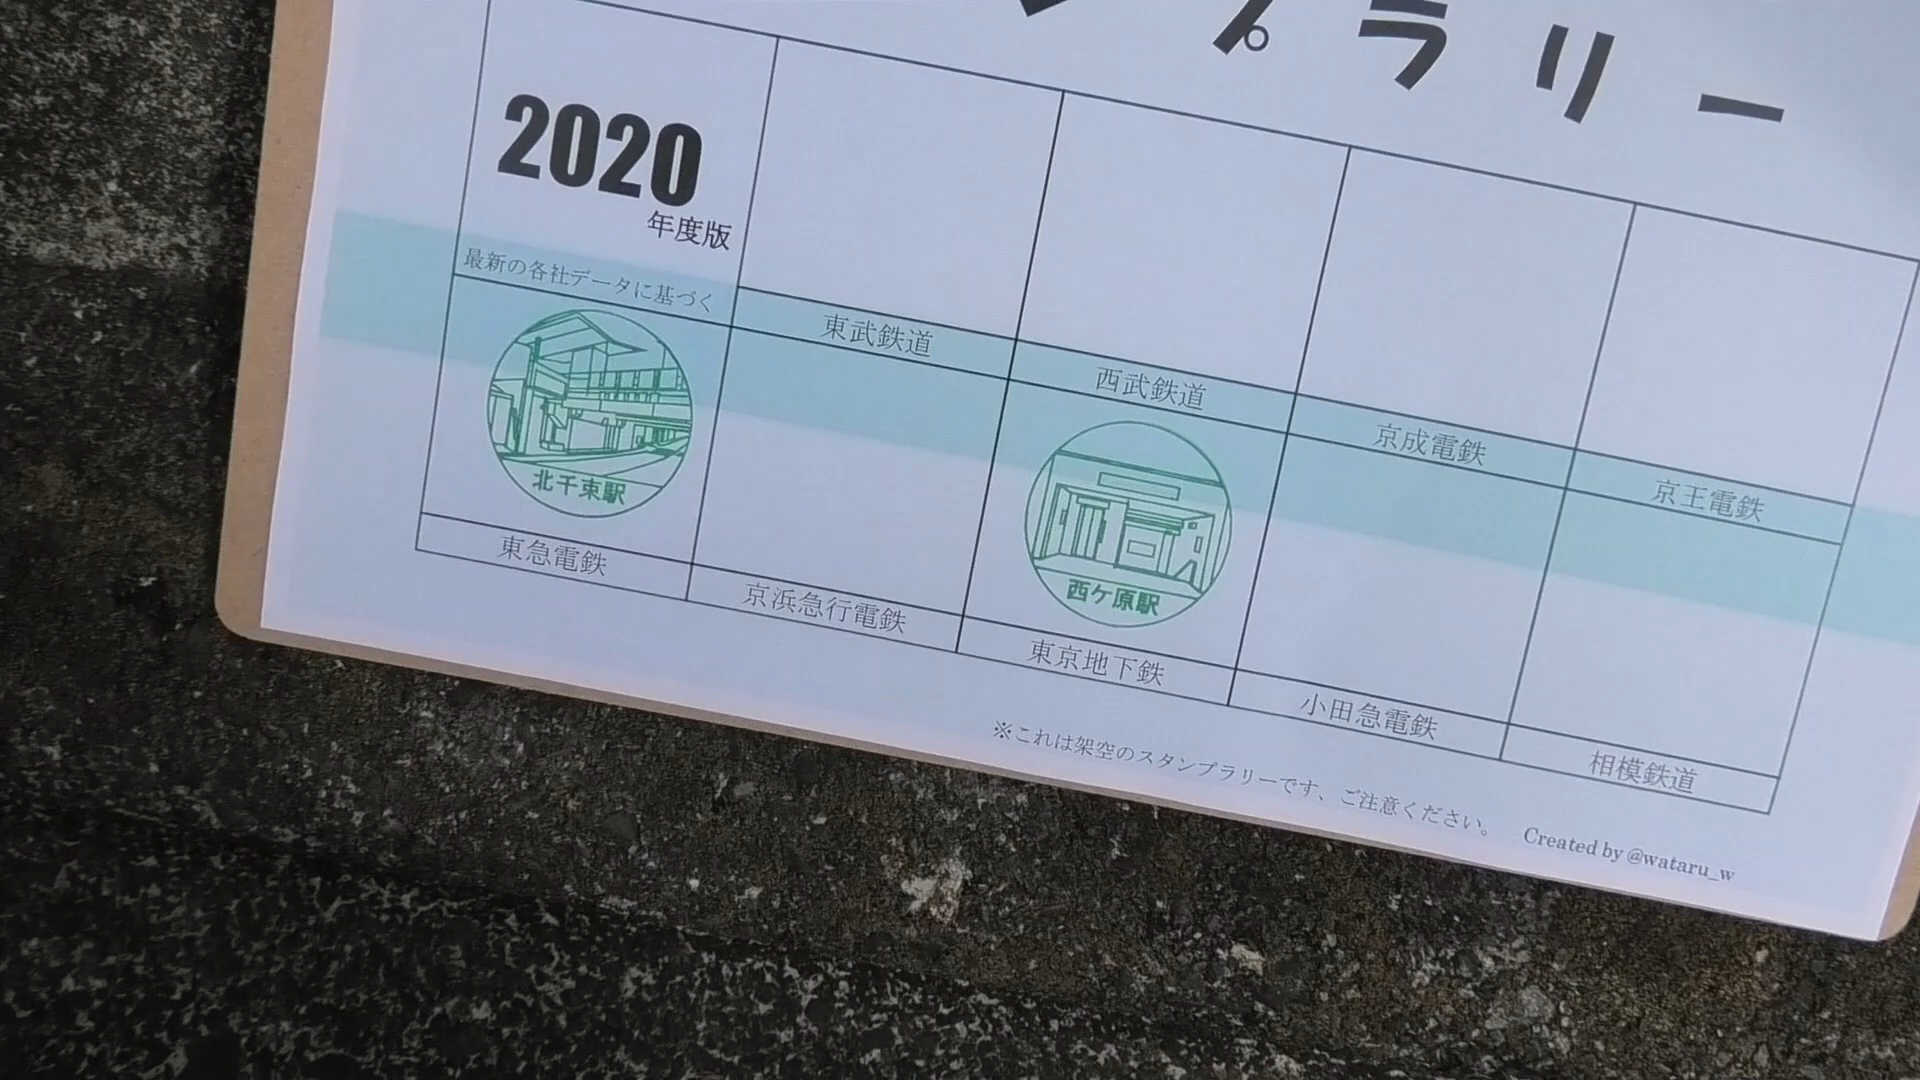 ンプラリー
2020
年度版
最新の各社データに基づく
東武鉄道
西武鉄道
京成電鉄
京王電鉄
北千束駅
西ケ原駅
東急電鉄
京浜急行電鉄
東京地下鉄
小田急電鉄
相模鉄道
※これは架空のスタンプラリーです、ご注意ください。
Created by @wataru_w